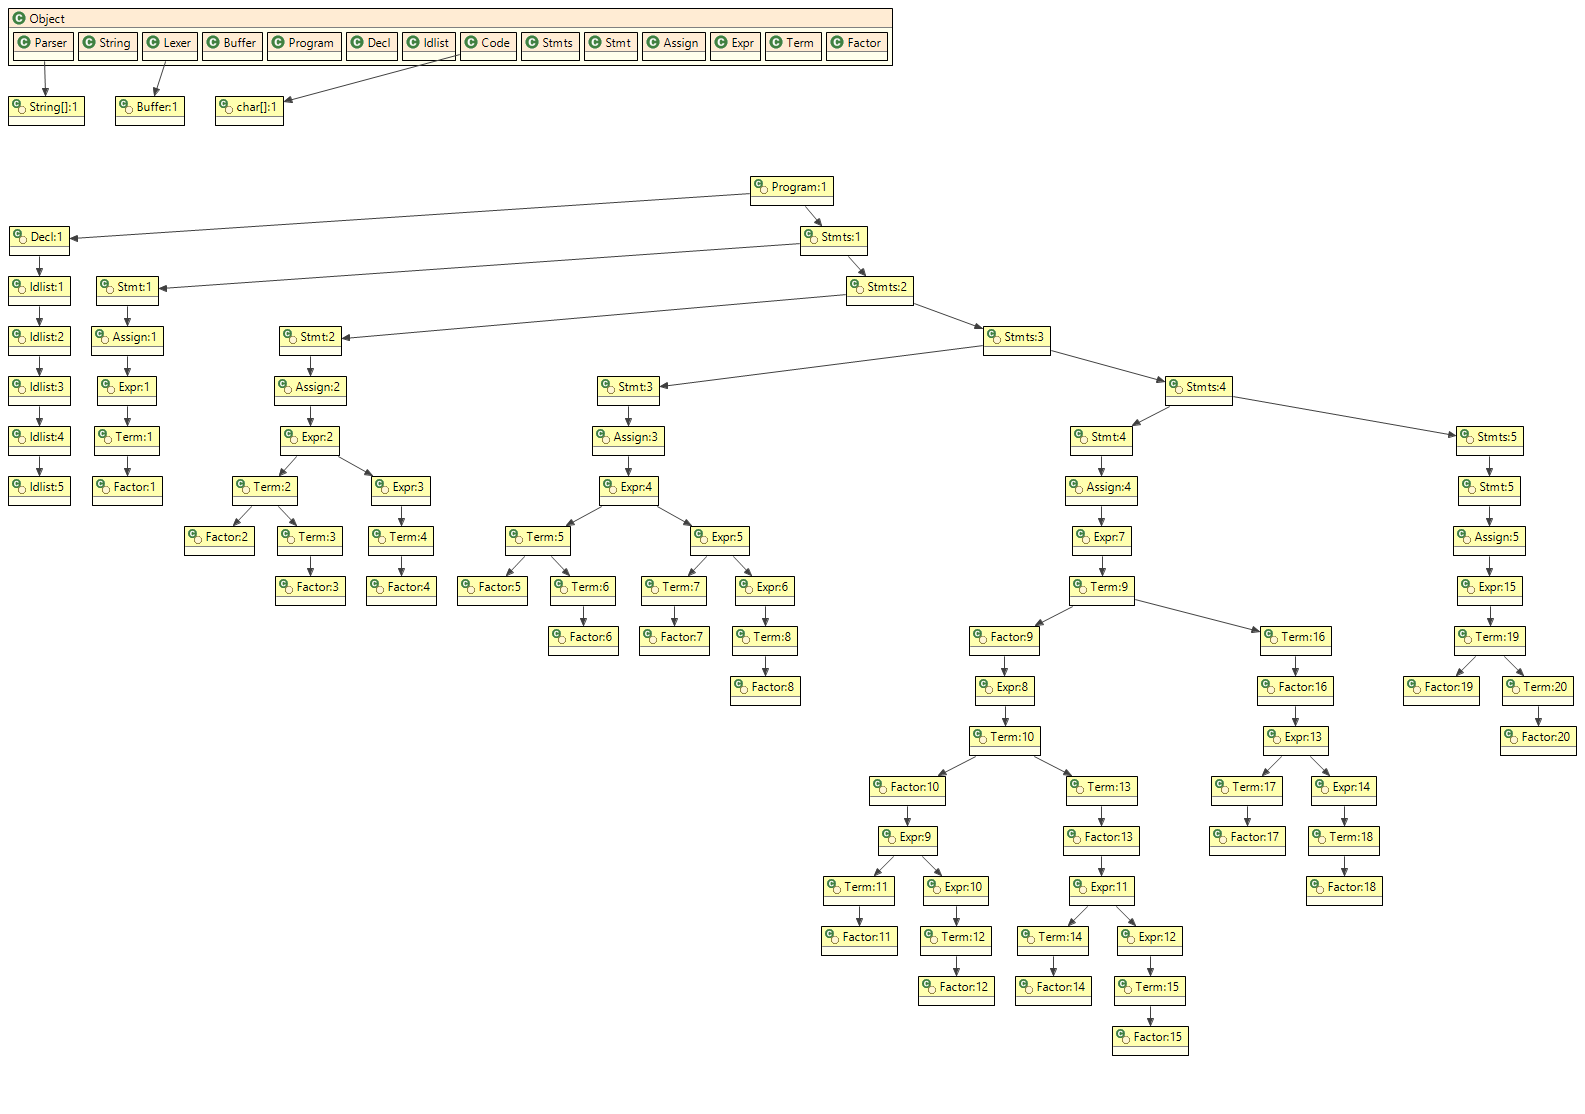 Object
Parser String Lexer Buffer Program Decl Idlist Code Stmts Stmt Assign Expr Term Factor
String[]:1 Buffer:1 char[]:1
Program:1
Decl:1 Stmts:1
Idlist:1 Stmt:1 Stmts:2
Idlist:2 Assign:1 Stmt:2 Stmts:3
Idlist:3 Expr:1 Assign:2 Stmt:3 Stmts:4
Idlist:4 Term:1 Expr:2 Assign:3 Stmt:4 Stmts:5
Idlist:5 Factor:1 Term:2 Expr:3 Expr:4 Assign:4 Stmt:5
Factor:2 Term:3 Term:4 Term:5 Expr:5 Expr:7 Assign:5
Factor:3 Factor:4 Factor:5 Term:6 Term:7 Expr:6 Term:9 Expr:15
Factor:6 Factor:7 Term:8 Factor:9 Term:16 Term:19
Factor:8 Expr:8 Factor:16 Factor:19 Term:20
Term:10 Expr:13 Factor:20
Factor:10 Term:13 Term:17 Expr:14
Expr:9 Factor:13 Factor:17 Term:18
Term:11 Expr:10 Expr:11 Factor:18
Factor:11 Term:12 Term:14 Expr:12
Factor:12 Factor:14 Term:15
Factor:15